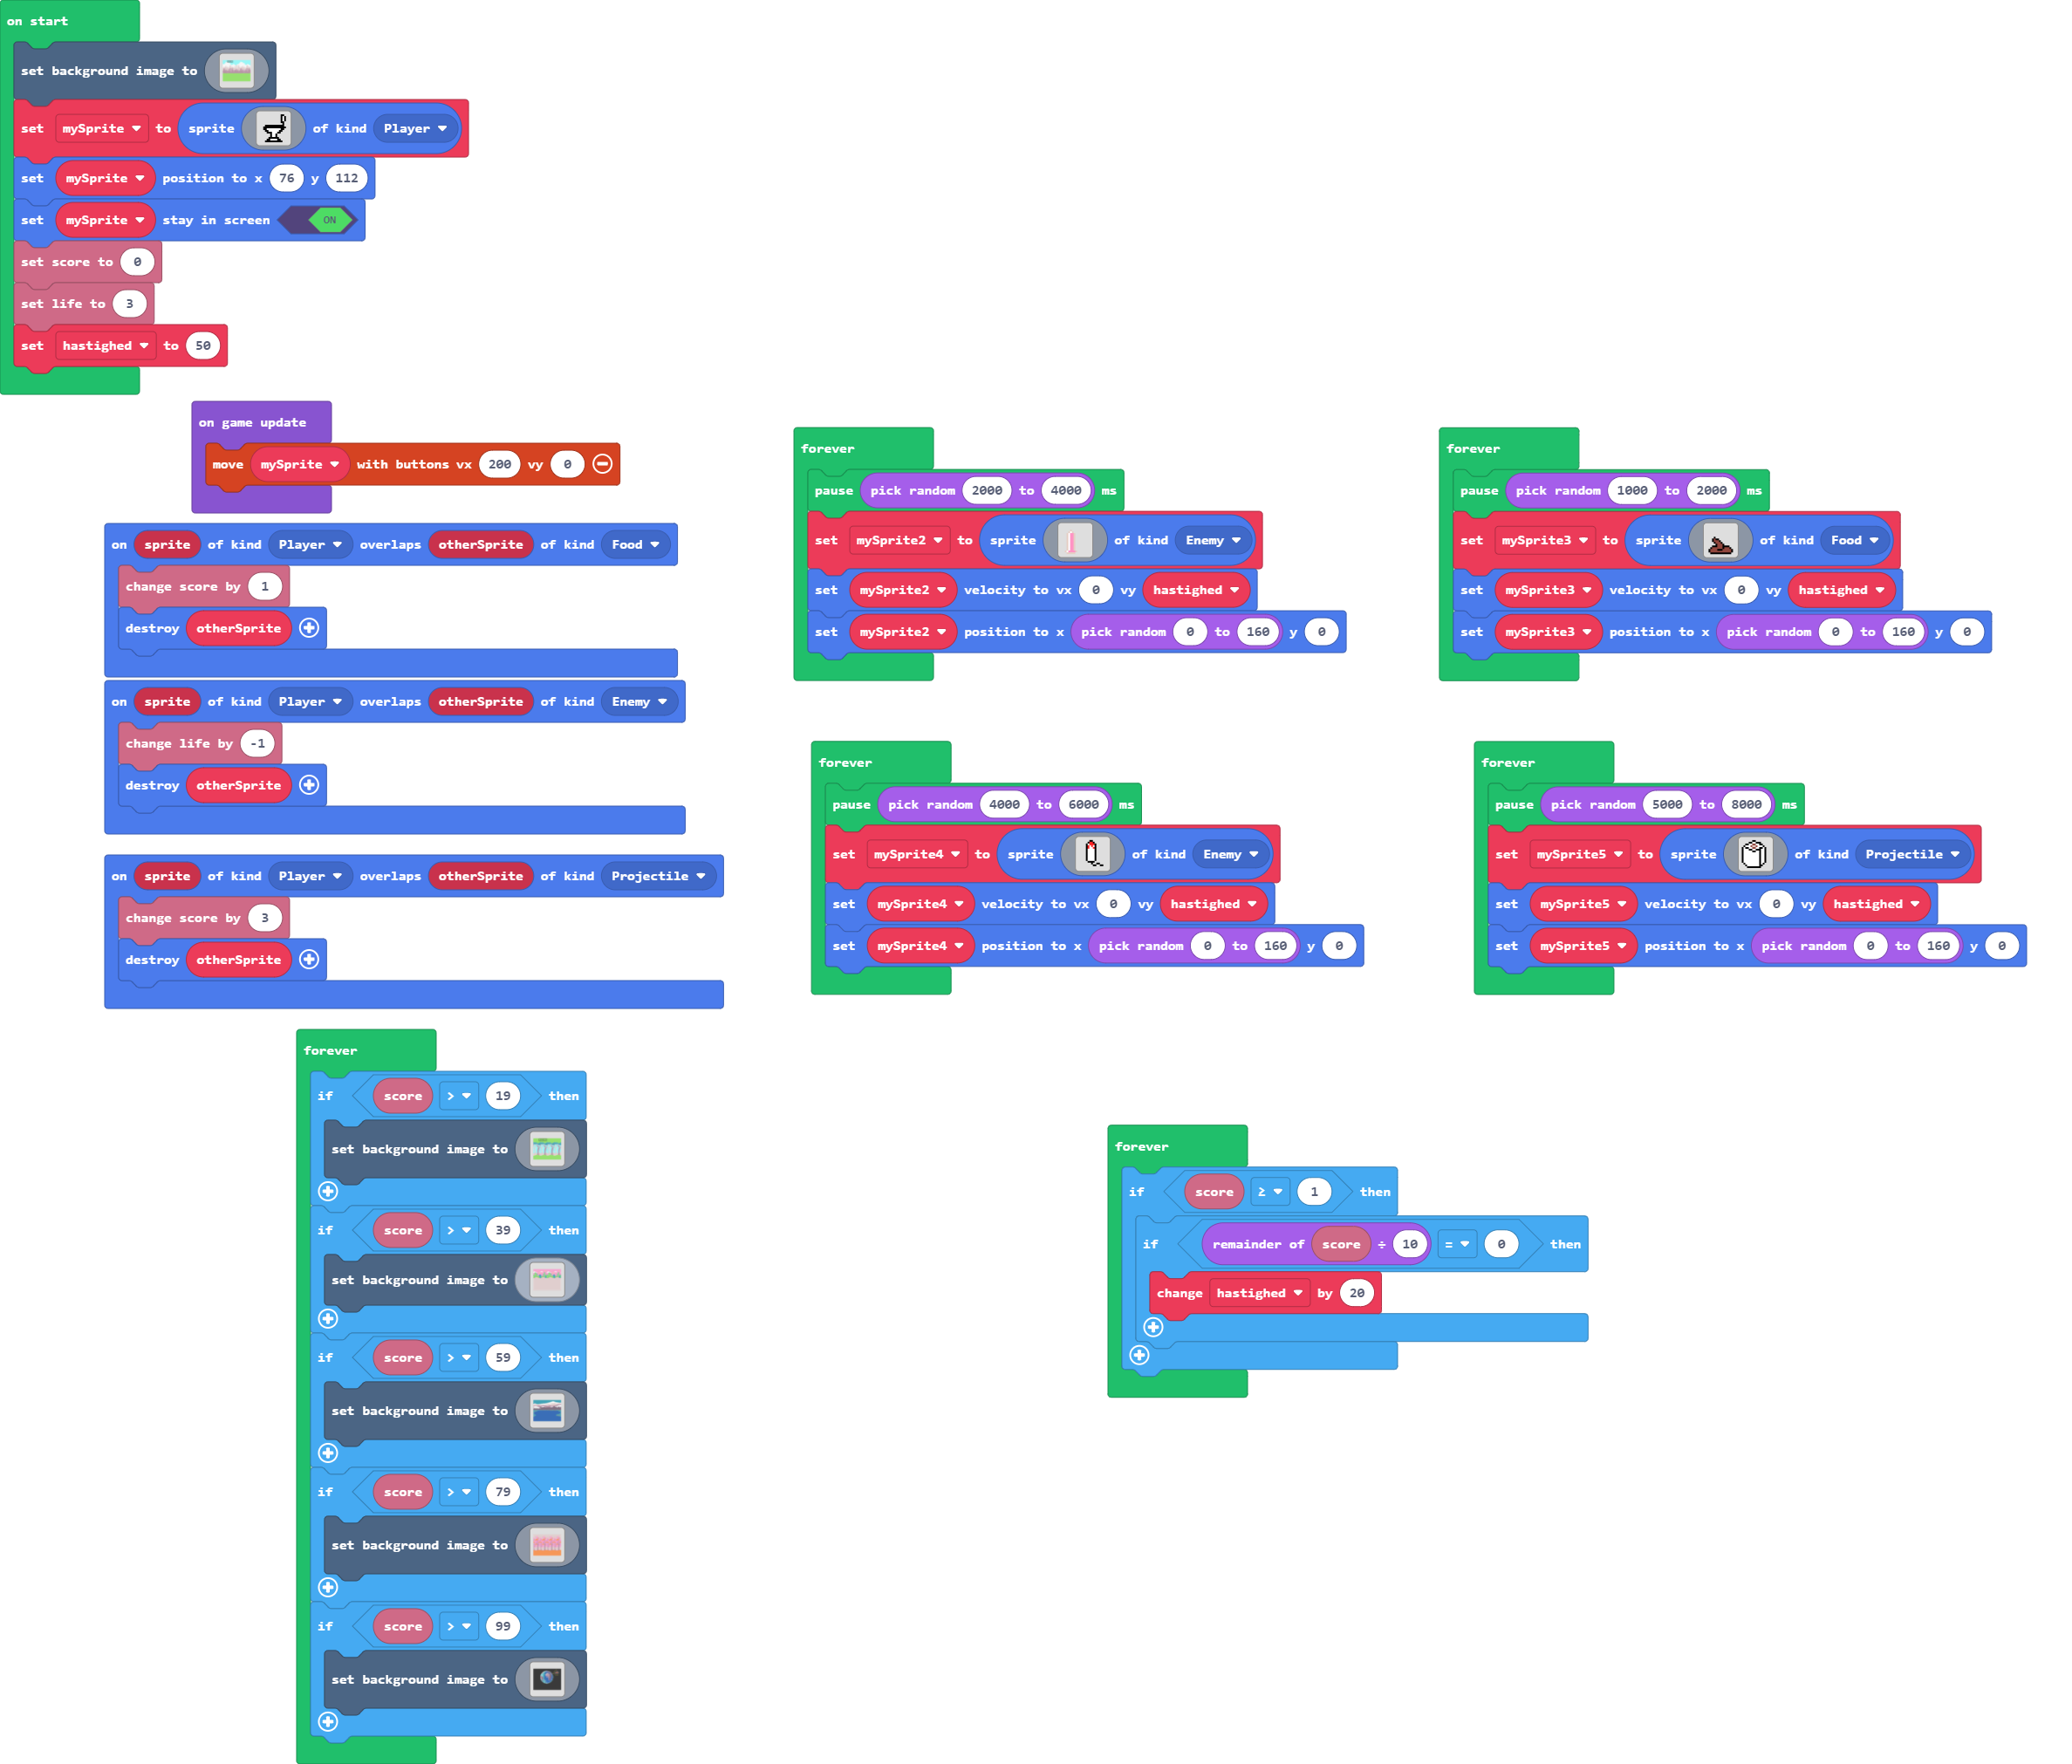 on start
set background image to
set mySprite to sprite of kind Player
set mySprite position to x 76 y 112
set mySprite stay in screen ON
set score to 0
set life to 3
set hastighed to 50
on game update
move mySprite with buttons vx 200 vy 0
on sprite of kind Player overlaps otherSprite of kind Food
change score by 1
destroy otherSprite
on sprite of kind Player overlaps otherSprite of kind Enemy
change life by -1
destroy otherSprite
on sprite of kind Player overlaps otherSprite of kind Projectile
change score by 3
destroy otherSprite
forever
pause pick random 2000 to 4000 ms
set mySprite2 to sprite of kind Enemy
set mySprite2 velocity to vx 0 vy hastighed
set mySprite2 position to x pick random 0 to 160 y 0
forever
pause pick random 1000 to 2000 ms
set mySprite3 to sprite of kind Food
set mySprite3 velocity to vx 0 vy hastighed
set mySprite3 position to x pick random 0 to 160 y 0
forever
pause pick random 4000 to 6000 ms
set mySprite4 to sprite of kind Enemy
set mySprite4 velocity to vx 0 vy hastighed
set mySprite4 position to x pick random 0 to 160 y 0
forever
pause pick random 5000 to 8000 ms
set mySprite5 to sprite of kind Projectile
set mySprite5 velocity to vx 0 vy hastighed
set mySprite5 position to x pick random 0 to 160 y 0
forever
if score > 19 then
set background image to
if score > 39 then
set background image to
if score > 59 then
set background image to
if score > 79 then
set background image to
if score > 99 then
set background image to
forever
if score ≥ 1 then
if remainder of score ÷ 10 = 0 then
change hastighed by 20